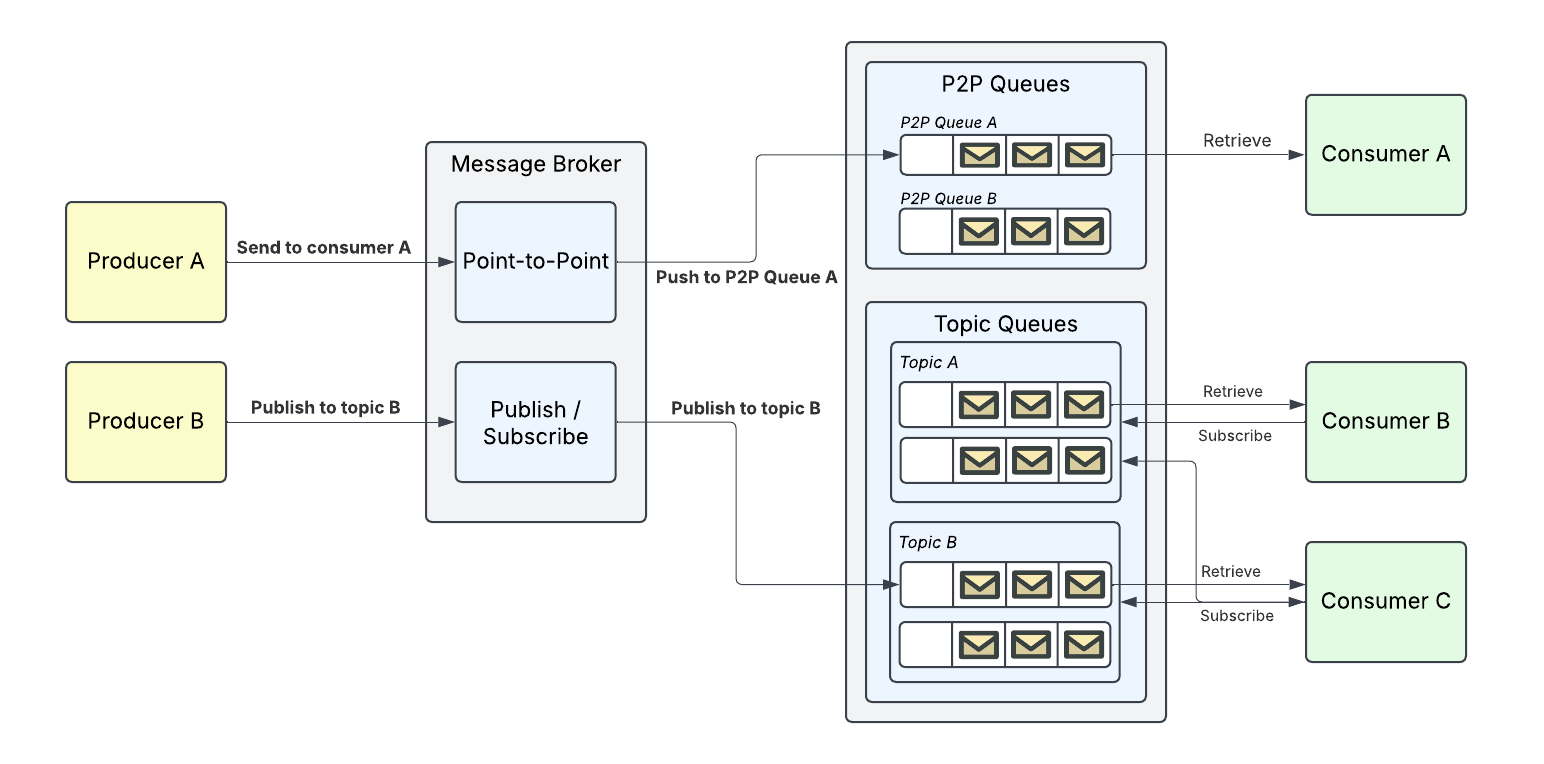 P2P Queues
P2P Queue A
Retrieve
Consumer A
Message Broker
P2P Queue B
Send to consumer A
Producer A
Point-to-Point
Push to P2P Queue A
Topic Queues
Topic A
Retrieve
Publish to topic B
Publish to topic B
Producer B
Publish /
Subscribe
Consumer B
Subscribe
Topic B
Retrieve
Consumer C
Subscribe